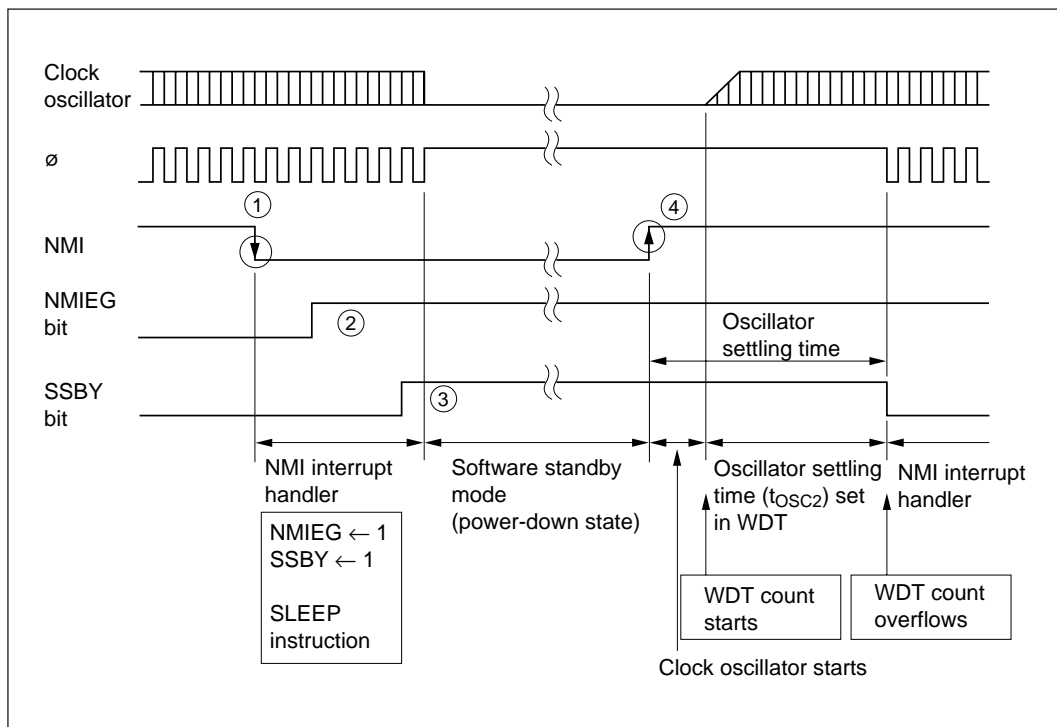 Clock
oscillator
ø
①
④
NMI
NMIEG
bit
②
Oscillator
settling time
SSBY
bit
③
NMI interrupt
handler
Software standby
mode
(power-down state)
Oscillator settling
time (tOSC2) set
in WDT
NMI interrupt
handler
NMIEG ← 1
SSBY ← 1
SLEEP
instruction
WDT count
starts
WDT count
overflows
Clock oscillator starts